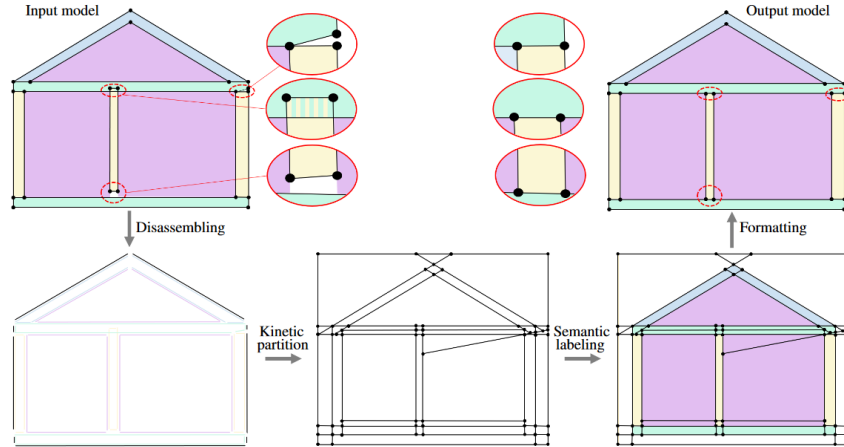 Input model
Output model
Disassembling
Formatting
Kinetic
partition
Semantic
labeling